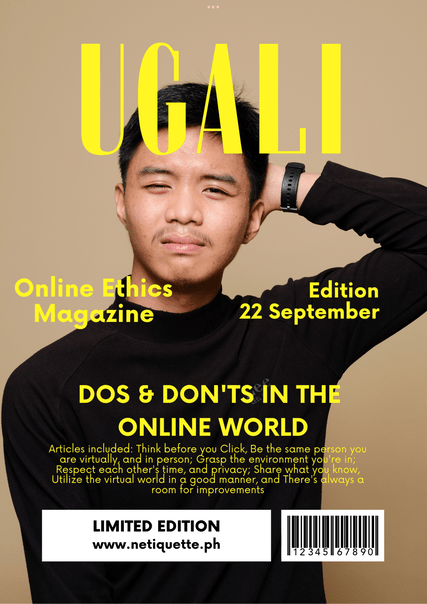 UGALI
Online Ethics
Magazine
Edition
22 September
DOS & DON'TS IN THE
ONLINE WORLD
Articles included: Think before you Click, Be the same person you
are virtually, and in person; Grasp the environment you're in;
Respect each other's time, and privacy; Share what you know,
Utilize the virtual world in a good manner, and There's always a
room for improvements
LIMITED EDITION
www.netiquette.ph
12345 67890